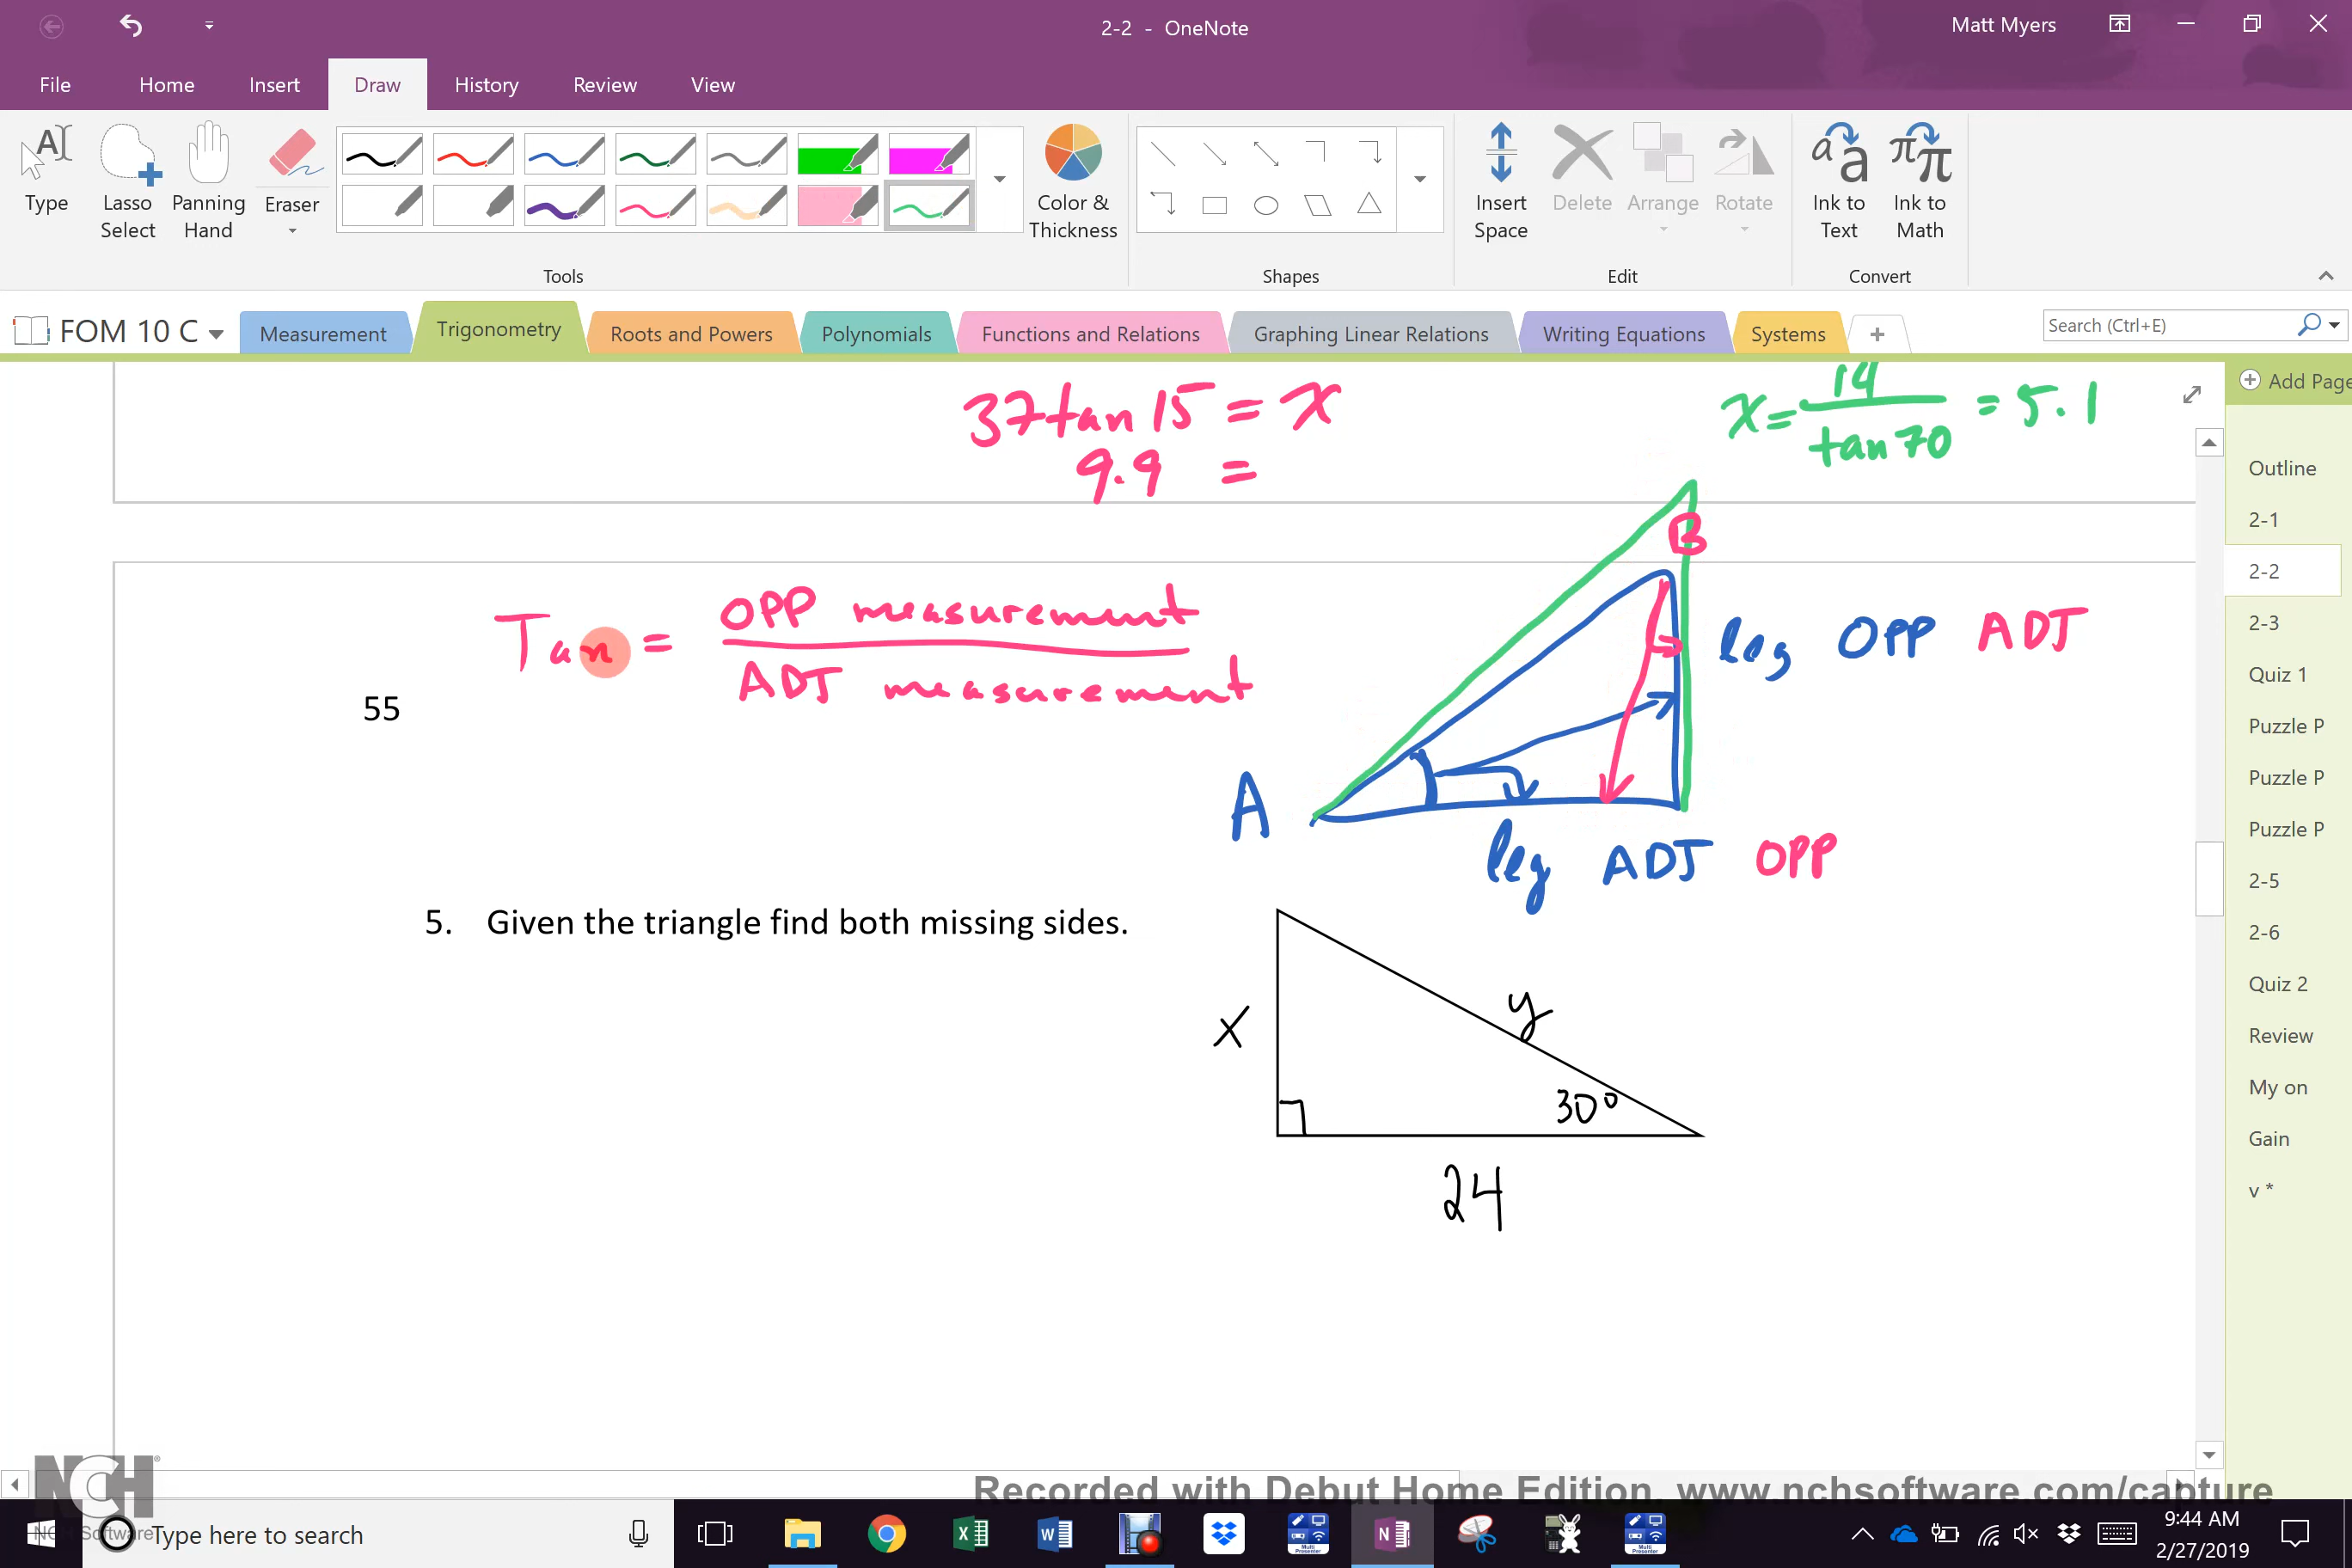 2-2 - OneNote
Matt Myers
File Home Insert Draw History Review View
Type
Lasso Select
Panning Hand
Eraser
Color & Thickness
Insert Space
Delete
Arrange
Rotate
Ink to Text
Ink to Math
Tools
Shapes
Edit
Convert
FOM 10 C
Measurement
Trigonometry
Roots and Powers
Polynomials
Functions and Relations
Graphing Linear Relations
Writing Equations
Systems
Search (Ctrl+E)
37tan 15 = x
9.9 =
x = 14 / tan 70 = 5.1
B
Tan = OPP measurement / ADJ measurement
leg OPP ADJ
55
A
leg ADJ OPP
5. Given the triangle find both missing sides.
x
y
30°
24
Add Page
Outline
2-1
2-2
2-3
Quiz 1
Puzzle P
Puzzle P
Puzzle P
2-5
2-6
Quiz 2
Review
My on
Gain
v *
NCH
NCH Software
Recorded with Debut Home Edition. www.nchsoftware.com/capture
Type here to search
9:44 AM
2/27/2019